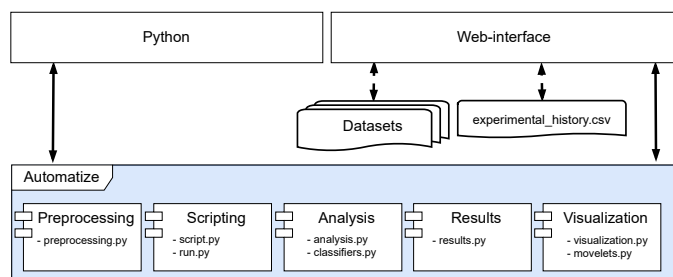 Python
Web-interface
Datasets
experimental_history.csv
Automatize
Preprocessing
- preprocessing.py
Scripting
- script.py
- run.py
Analysis
- analysis.py
- classifiers.py
Results
- results.py
Visualization
- visualization.py
- movelets.py